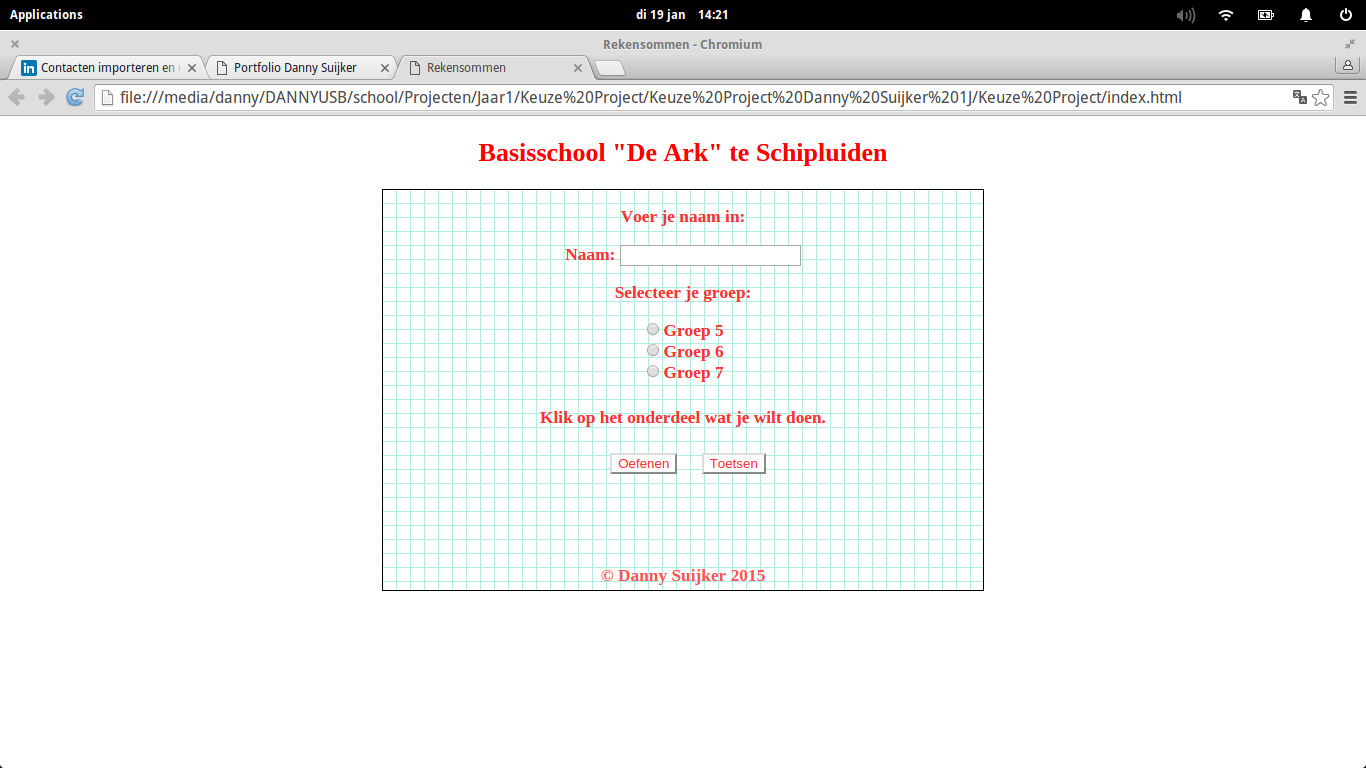 Applications
di 19 jan 14:21
Rekensommen - Chromium
in Contacten importeren en
Portfolio Danny Suijker
Rekensommen
file:///media/danny/DANNYUSB/school/Projecten/Jaar1/Keuze%20Project/Keuze%20Project%20Danny%20Suijker%201J/Keuze%20Project/index.html
Basisschool "De Ark" te Schipluiden
Voer je naam in:
Naam:
Selecteer je groep:
Groep 5
Groep 6
Groep 7
Klik op het onderdeel wat je wilt doen.
Oefenen Toetsen
© Danny Suijker 2015